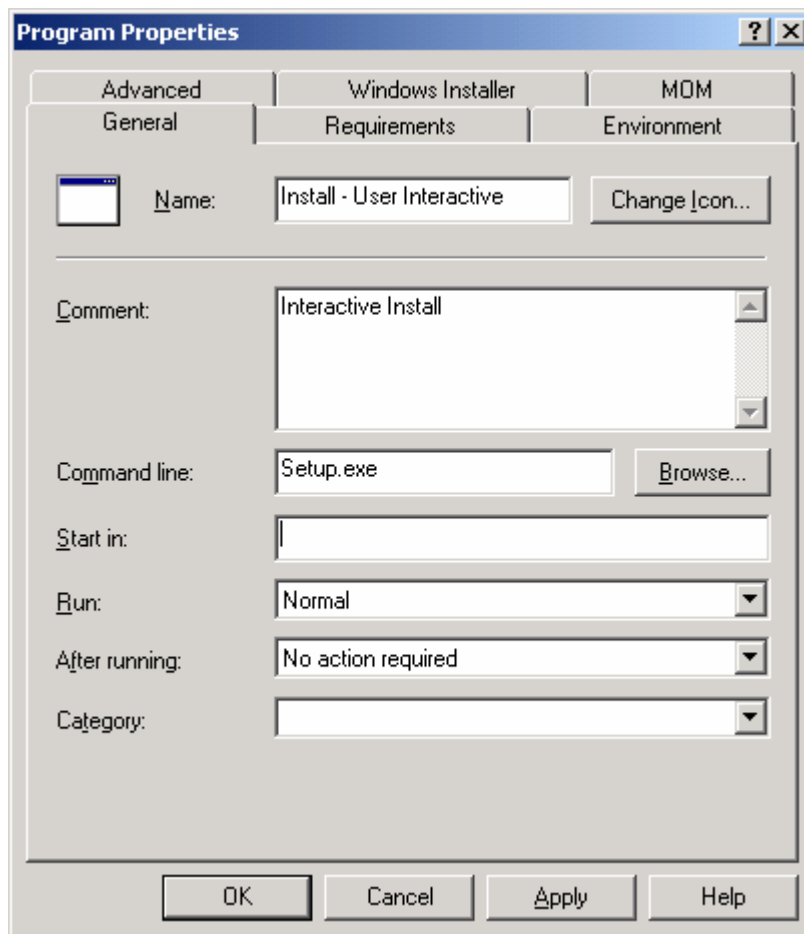 Program Properties
Advanced Windows Installer MOM
General Requirements Environment
Name: Install - User Interactive Change Icon...
Comment: Interactive Install
Command line: Setup.exe Browse...
Start in:
Run: Normal
After running: No action required
Category:
OK Cancel Apply Help